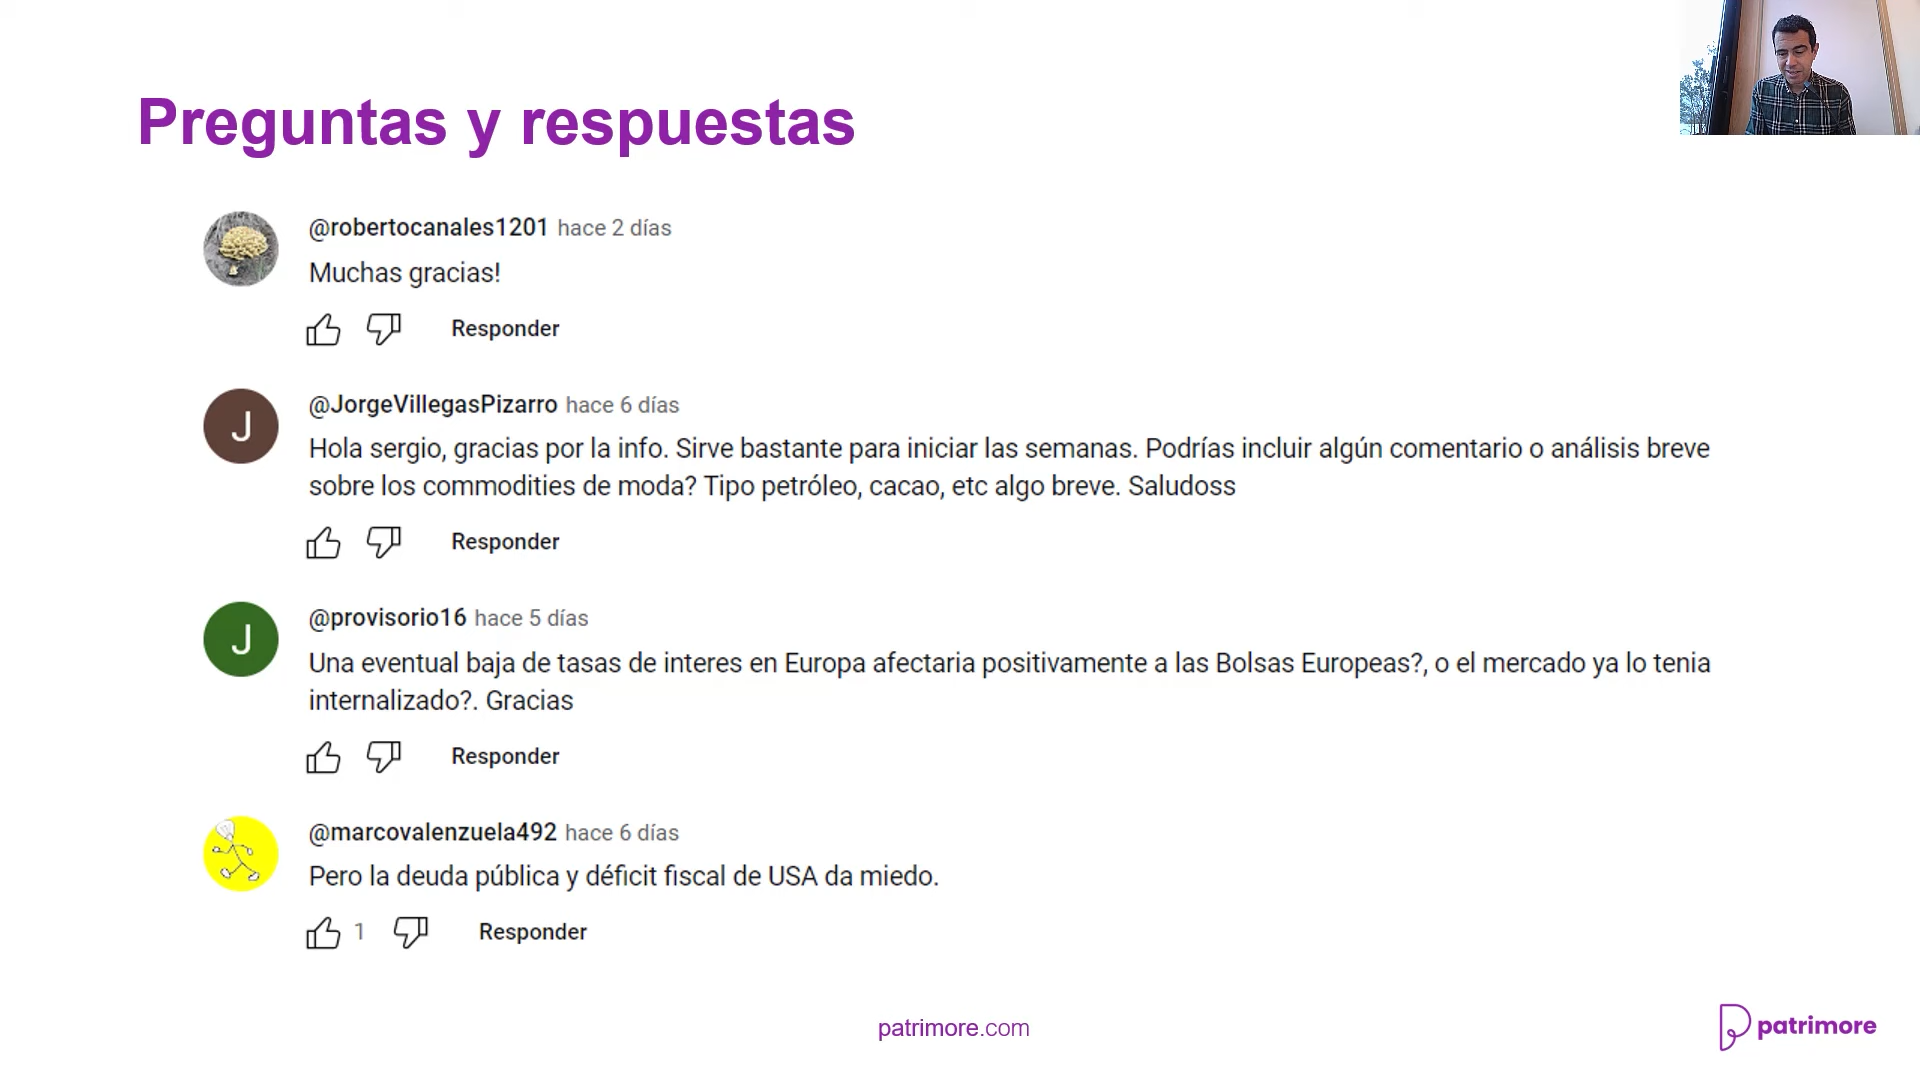 Preguntas y respuestas
@robertocanales1201 hace 2 días
Muchas gracias!
Responder
J
@JorgeVillegasPizarro hace 6 días
Hola sergio, gracias por la info. Sirve bastante para iniciar las semanas. Podrías incluir algún comentario o análisis breve
sobre los commodities de moda? Tipo petróleo, cacao, etc algo breve. Saludoss
Responder
J
@provisorio16 hace 5 días
Una eventual baja de tasas de interes en Europa afectaria positivamente a las Bolsas Europeas?, o el mercado ya lo tenia
internalizado?. Gracias
Responder
@marcovalenzuela492 hace 6 días
Pero la deuda pública y déficit fiscal de USA da miedo.
1 Responder
patrimore.com
patrimore